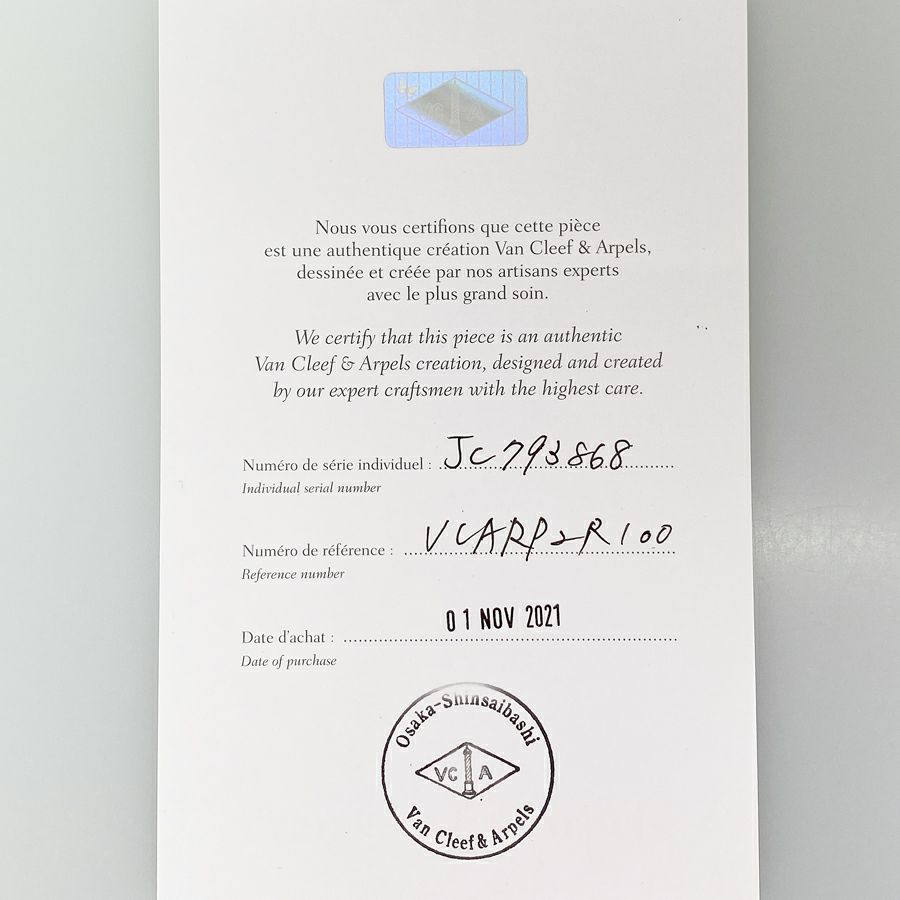 VC A
Nous vous certifions que cette pièce
est une authentique création Van Cleef & Arpels,
dessinée et créée par nos artisans experts
avec le plus grand soin.
We certify that this piece is an authentic
Van Cleef & Arpels creation, designed and created
by our expert craftsmen with the highest care.
Numéro de série individuel : JC793868
Individual serial number
Numéro de référence : VCARP2R100
Reference number
01 NOV 2021
Date d'achat :
Date of purchase
Osaka-Shinsaibashi
VC A
Van Cleef & Arpels